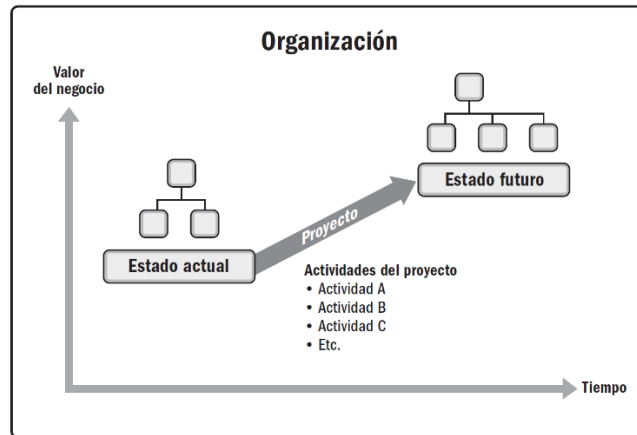 Organización
Valor
del negocio
Estado futuro
Proyecto
Estado actual
Actividades del proyecto
• Actividad A
• Actividad B
• Actividad C
• Etc.
Tiempo